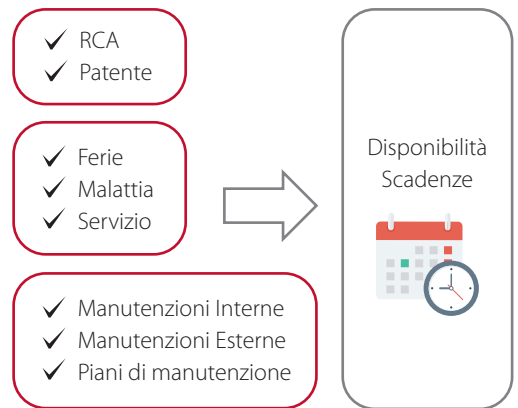 RCA
Patente
Ferie
Malattia
Servizio
Manutenzioni Interne
Manutenzioni Esterne
Piani di manutenzione
Disponibilità
Scadenze